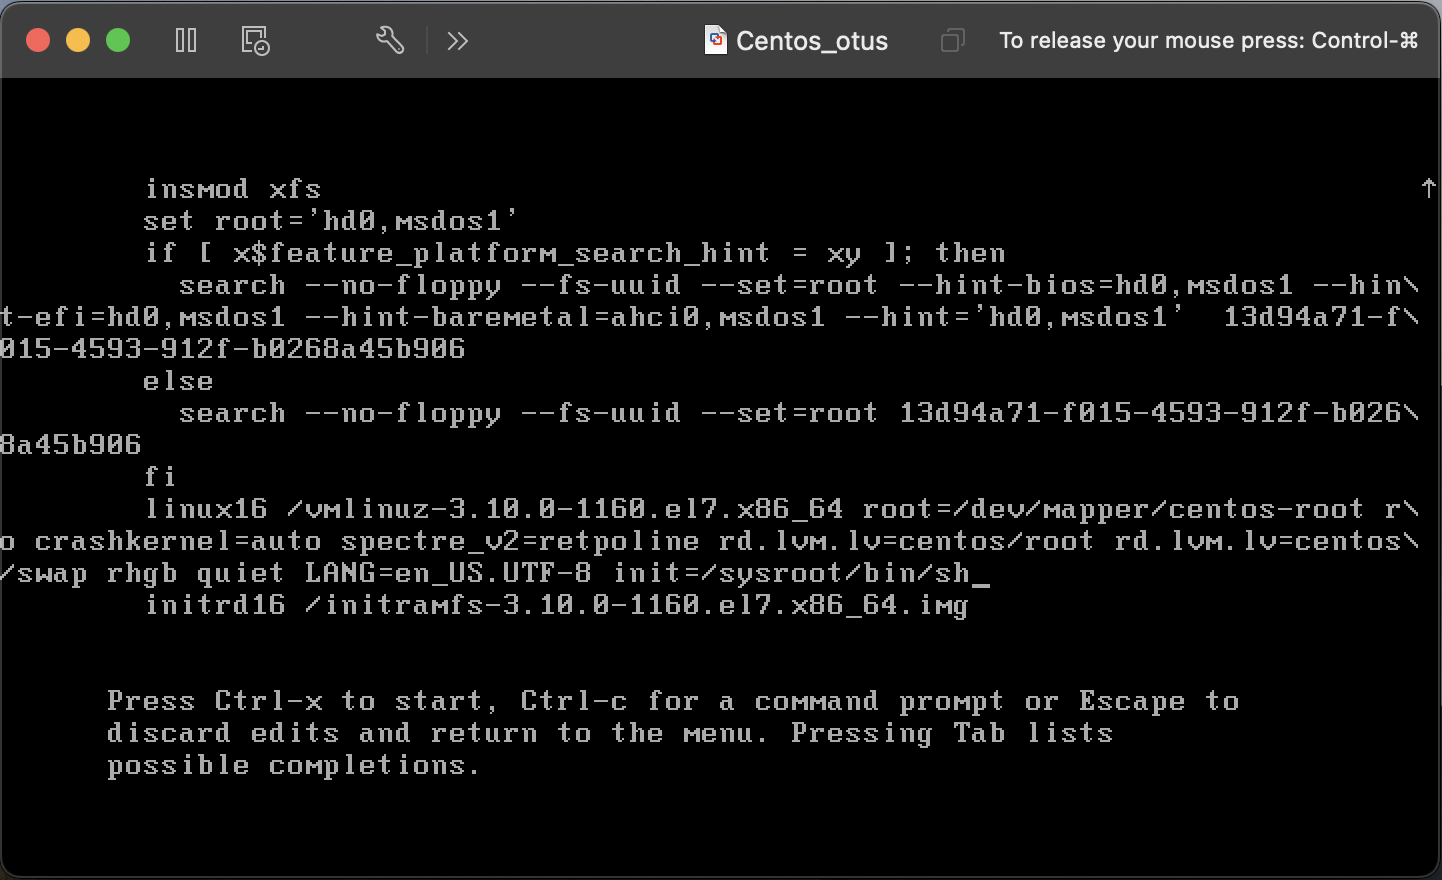 Centos_otus
To release your mouse press: Control-⌘
insmod xfs
set root='hd0,msdos1'
if [ x$feature_platform_search_hint = xy ]; then
search --no-floppy --fs-uuid --set=root --hint-bios=hd0,msdos1 --hin\
t-efi=hd0,msdos1 --hint-baremetal=ahci0,msdos1 --hint='hd0,msdos1'  13d94a71-f\
015-4593-912f-b0268a45b906
else
search --no-floppy --fs-uuid --set=root 13d94a71-f015-4593-912f-b026\
8a45b906
fi
linux16 /vmlinuz-3.10.0-1160.el7.x86_64 root=/dev/mapper/centos-root r\
o crashkernel=auto spectre_v2=retpoline rd.lvm.lv=centos/root rd.lvm.lv=centos\
/swap rhgb quiet LANG=en_US.UTF-8 init=/sysroot/bin/sh_
initrd16 /initramfs-3.10.0-1160.el7.x86_64.img
Press Ctrl-x to start, Ctrl-c for a command prompt or Escape to
discard edits and return to the menu. Pressing Tab lists
possible completions.